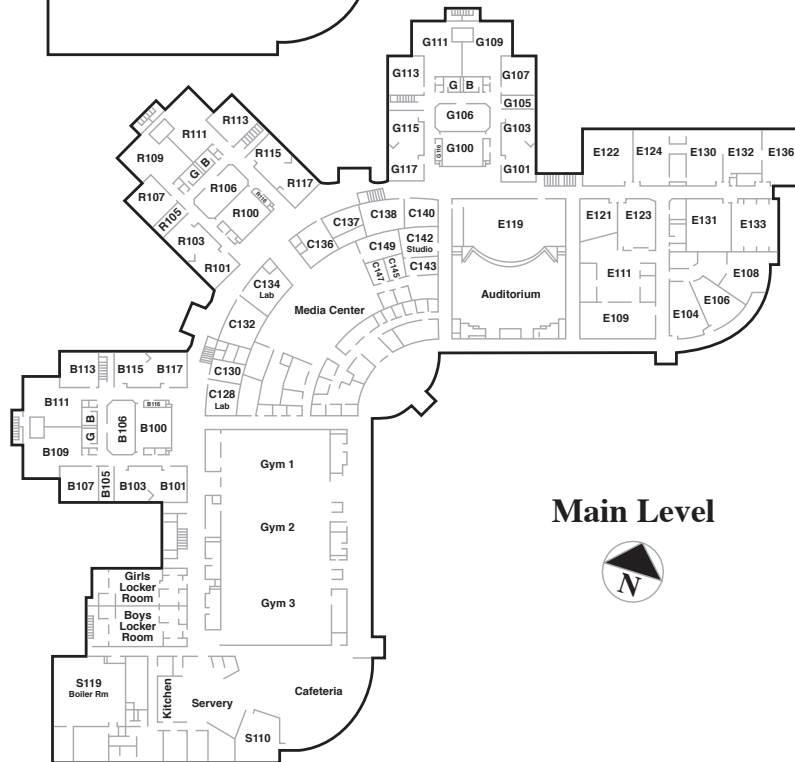 G111
G109
G113
G107
G
B
G105
G106
G115
G103
G100
G116
G117
G101
R113
R111
R109
R115
B
G
R117
R106
R107
R116
R105
R100
R103
R101
E122
E124
E130
E132
E136
C140
C138
C137
C136
C142
Studio
C149
C143
C145
C147
E119
Auditorium
E121
E123
E131
E133
E111
E108
E106
E104
E109
C134
Lab
Media Center
C132
C130
C128
Lab
B113
B115
B117
B111
B116
B
B106
B100
G
B109
B107
B105
B103
B101
Gym 1
Gym 2
Gym 3
Main Level
N
Girls
Locker
Room
Boys
Locker
Room
S119
Boiler Rm
Kitchen
Servery
Cafeteria
S110